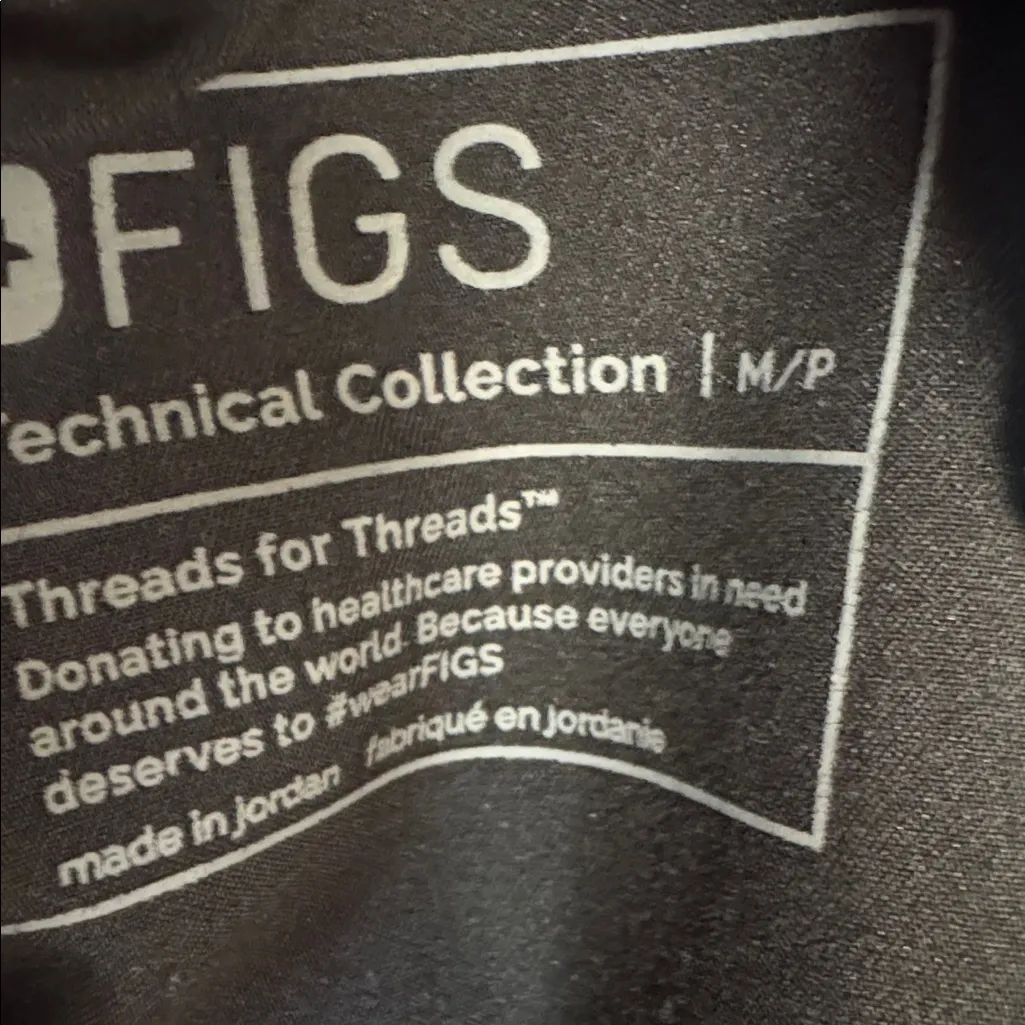 FIGS
Technical Collection | M/P
Threads for Threads™
Donating to healthcare providers in need
around the world. Because everyone
deserves to #wearFIGS
made in jordan fabriqué en jordanie